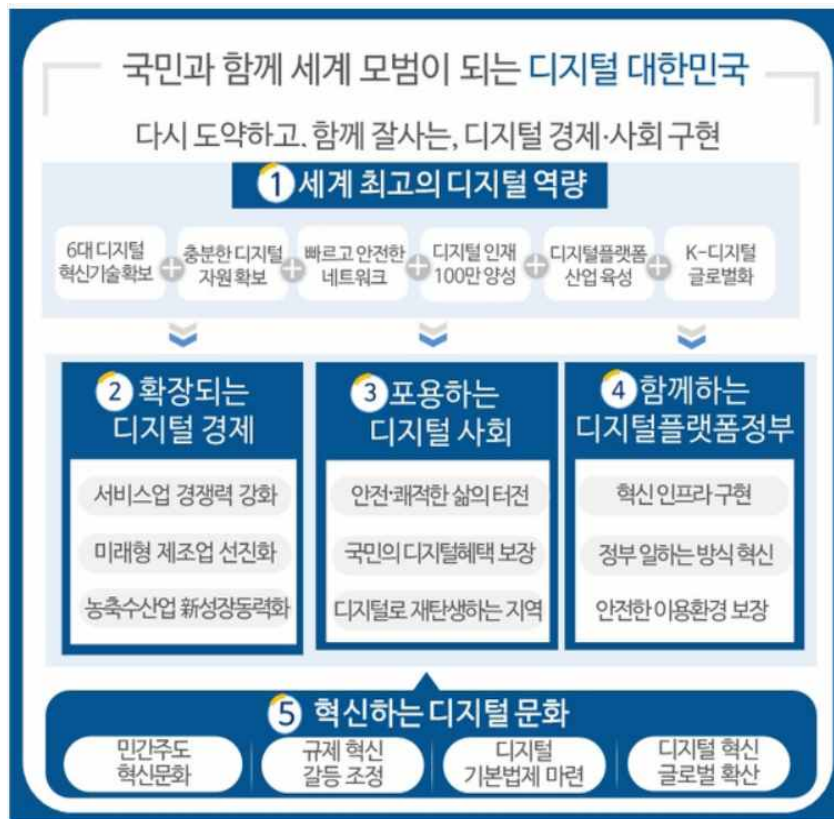 국민과 함께 세계 모범이 되는 디지털 대한민국
다시 도약하고, 함께 잘사는, 디지털 경제·사회 구현
1 세계 최고의 디지털 역량
6대 디지털
혁신기술확보
+
충분한 디지털
자원 확보
+
빠르고 안전한
네트워크
+
디지털 인재
100만 양성
+
디지털플랫폼
산업 육성
+
K-디지털
글로벌화
2 확장되는
디지털 경제
서비스업 경쟁력 강화
미래형 제조업 선진화
농축수산업 新성장동력화
3 포용하는
디지털 사회
안전·쾌적한 삶의 터전
국민의 디지털혜택 보장
디지털로 재탄생하는 지역
4 함께하는
디지털플랫폼정부
혁신 인프라 구현
정부 일하는 방식 혁신
안전한 이용환경 보장
5 혁신하는 디지털 문화
민간주도
혁신문화
규제 혁신
갈등 조정
디지털
기본법제 마련
디지털 혁신
글로벌 확산